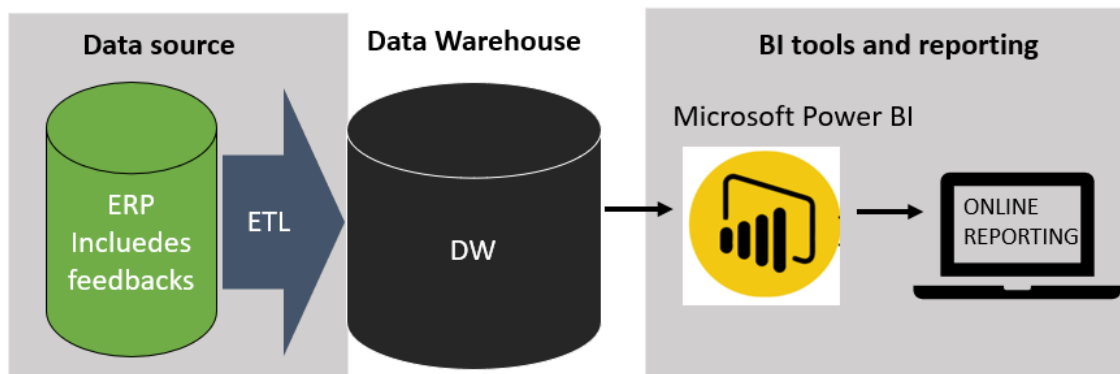 Data source
Data Warehouse
BI tools and reporting
Microsoft Power BI
ERP
Incluedes
feedbacks
ETL
DW
ONLINE
REPORTING